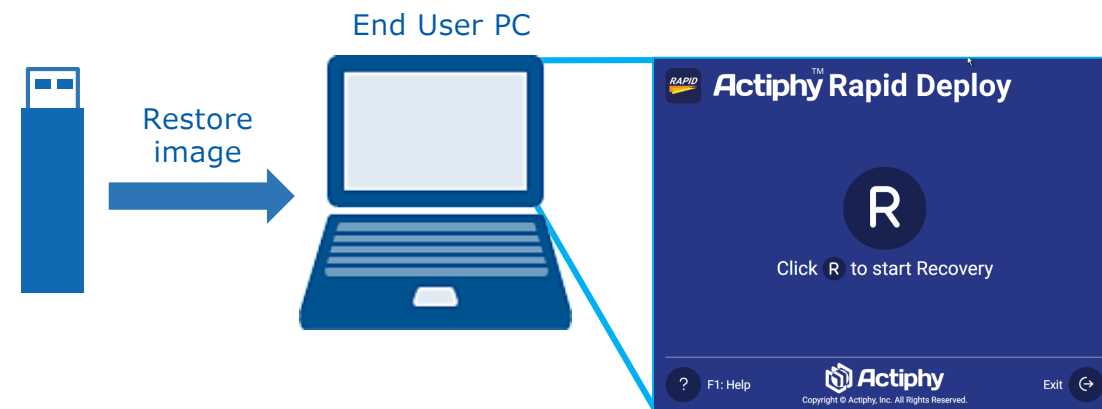 End User PC
Restore
image
RAPID
Actiphy™ Rapid Deploy
R
Click R to start Recovery
? F1: Help
Actiphy
Copyright © Actiphy, Inc. All Rights Reserved.
Exit